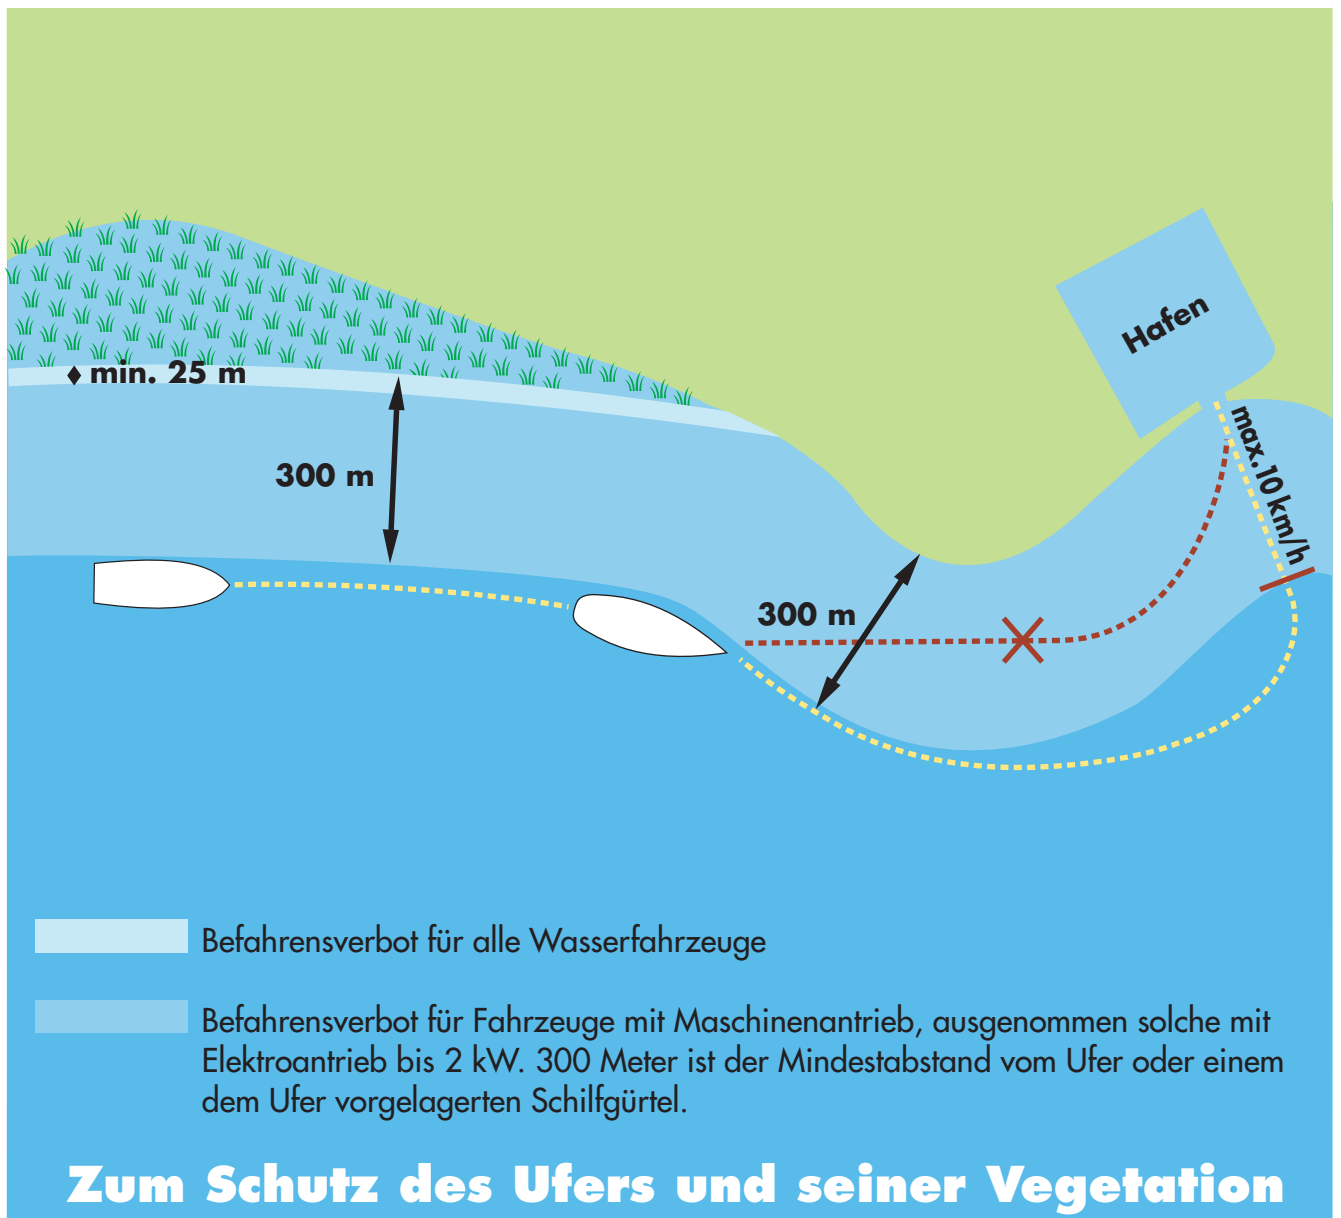 Hafen
min. 25 m
max.10 km/h
300 m
300 m
Befahrensverbot für alle Wasserfahrzeuge
Befahrensverbot für Fahrzeuge mit Maschinenantrieb, ausgenommen solche mit
Elektroantrieb bis 2 kW. 300 Meter ist der Mindestabstand vom Ufer oder einem
dem Ufer vorgelagerten Schilfgürtel.
Zum Schutz des Ufers und seiner Vegetation